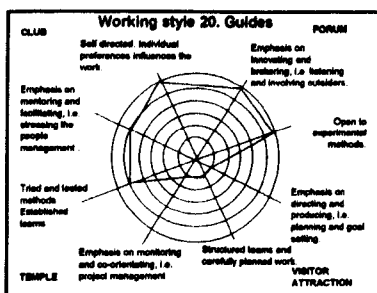 Working style 20. Guides
CLUB
FORUM
Self directed. Individual
preferences influences the
work.
Emphasis on
Innovating and
brokering, i.e listening
and involving outsiders.
Emphasis on
mentoring and
facilitating, i.e.
stressing the
people
management.
Open to
experimental
methods.
Tried and tested
methods
Established
teams
Emphasis on
directing and
producing, i.e.
planning and goal
setting.
Emphasis on monitoring
and co-orientating, i.e.
project management
Structured teams and
carefully planned work.
TEMPLE
VISITOR
ATTRACTION